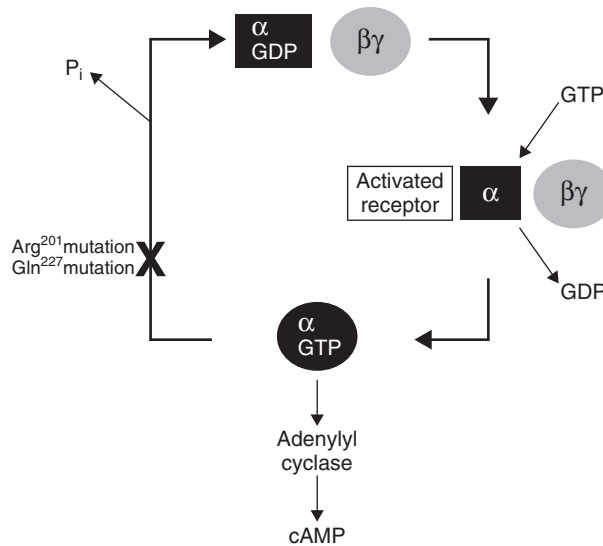 α
GDP
βγ
Pi
GTP
Activated
receptor
α
βγ
Arg201mutation
Gln227mutation
GDP
α
GTP
Adenylyl
cyclase
cAMP